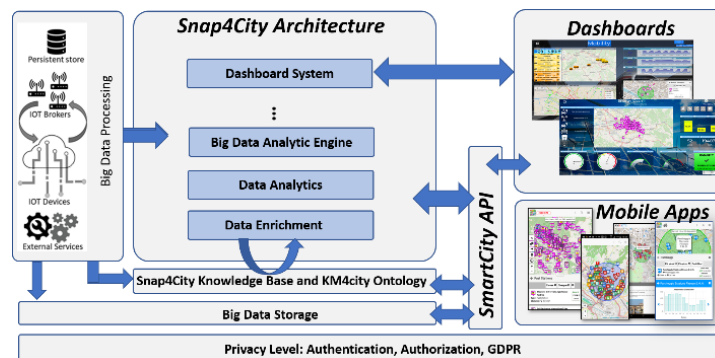 Snap4City Architecture
Persistent store
IOT Brokers
IOT Devices
External Services
Big Data Processing
Dashboard System
...
Big Data Analytic Engine
Data Analytics
Data Enrichment
Snap4City Knowledge Base and KM4city Ontology
Big Data Storage
SmartCity API
Dashboards
Mobile Apps
Privacy Level: Authentication, Authorization, GDPR